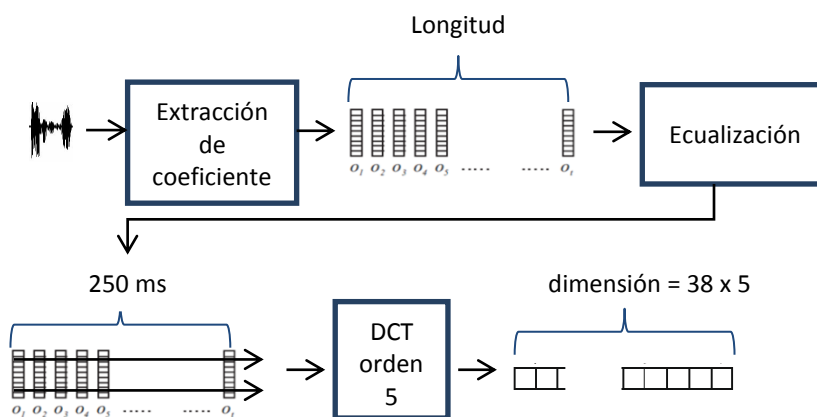 Longitud
Extracción
de
coeficiente
o1 o2 o3 o4 o5 ..... ..... ot
Ecualización
250 ms
dimensión = 38 x 5
DCT
orden
5
o1 o2 o3 o4 o5 ..... ..... ot